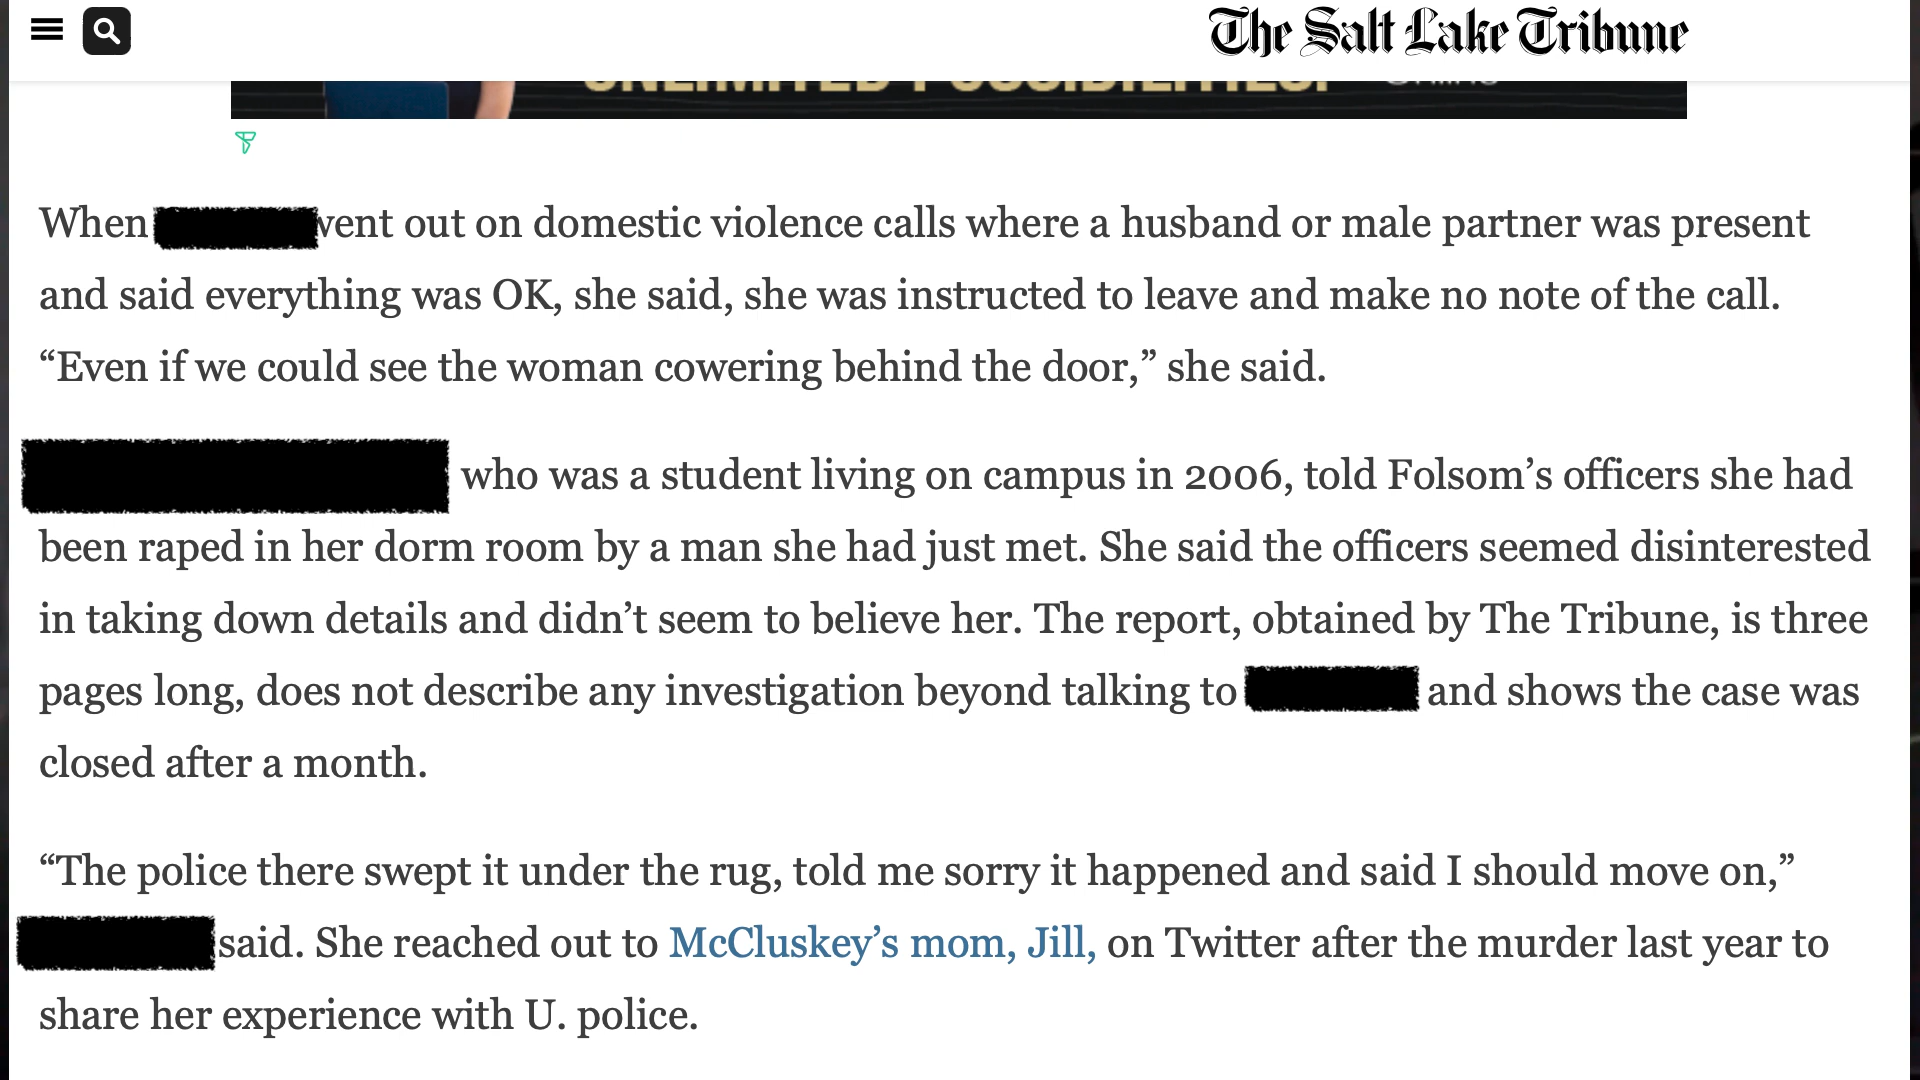 The Salt Lake Tribune
UNLIMITED POSSIBILITIES.
When went out on domestic violence calls where a husband or male partner was present
and said everything was OK, she said, she was instructed to leave and make no note of the call.
“Even if we could see the woman cowering behind the door,” she said.
who was a student living on campus in 2006, told Folsom’s officers she had
been raped in her dorm room by a man she had just met. She said the officers seemed disinterested
in taking down details and didn’t seem to believe her. The report, obtained by The Tribune, is three
pages long, does not describe any investigation beyond talking to and shows the case was
closed after a month.
“The police there swept it under the rug, told me sorry it happened and said I should move on,”
said. She reached out to McCluskey’s mom, Jill, on Twitter after the murder last year to
share her experience with U. police.